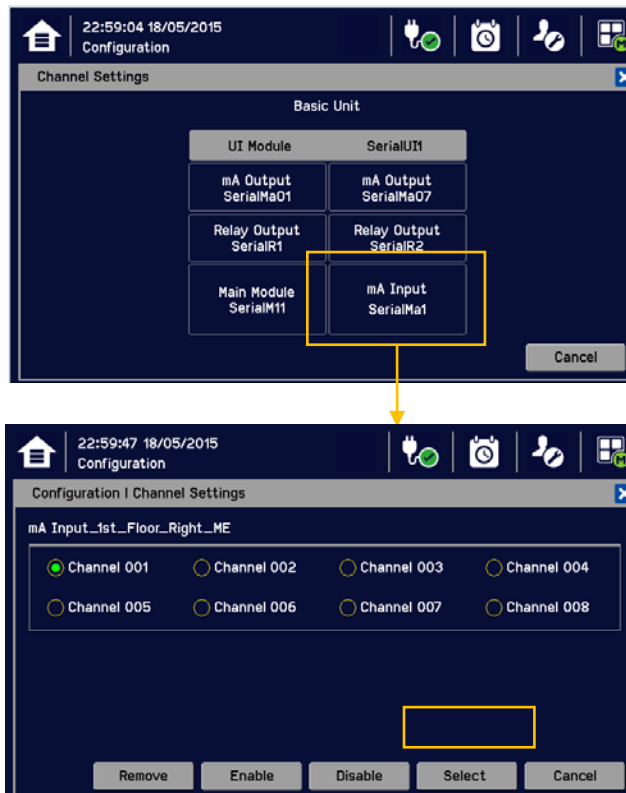 22:59:04 18/05/2015
Configuration
Channel Settings
Basic Unit
UI Module
SerialUI1
mA Output
SerialMaO1
mA Output
SerialMaO7
Relay Output
SerialR1
Relay Output
SerialR2
Main Module
SerialM11
mA Input
SerialMa1
Cancel
22:59:47 18/05/2015
Configuration
Configuration | Channel Settings
mA Input_1st_Floor_Right_ME
Channel 001
Channel 002
Channel 003
Channel 004
Channel 005
Channel 006
Channel 007
Channel 008
Remove
Enable
Disable
Select
Cancel